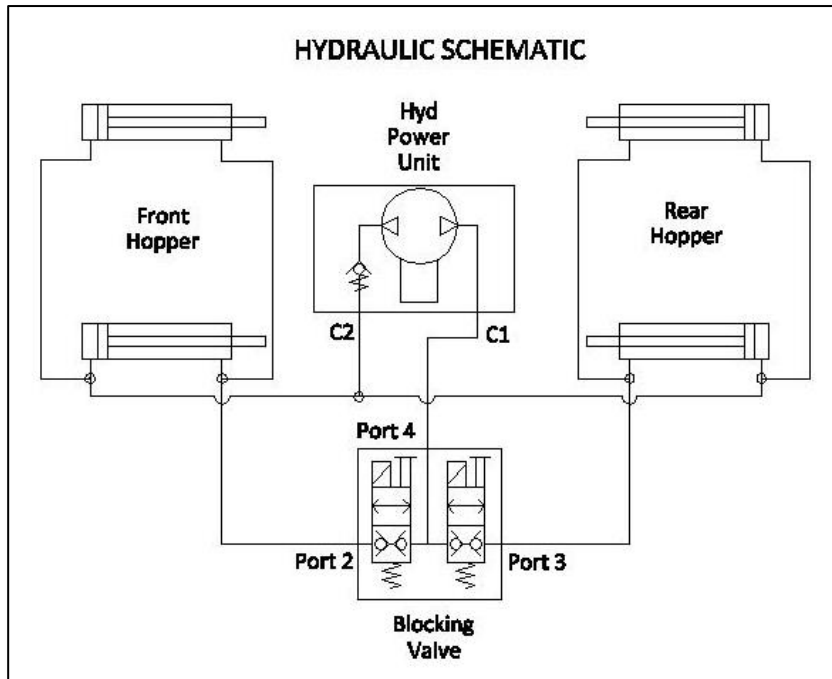 HYDRAULIC SCHEMATIC
Hyd
Power
Unit
Front
Hopper
Rear
Hopper
C2
C1
Port 4
Port 2
Port 3
Blocking
Valve